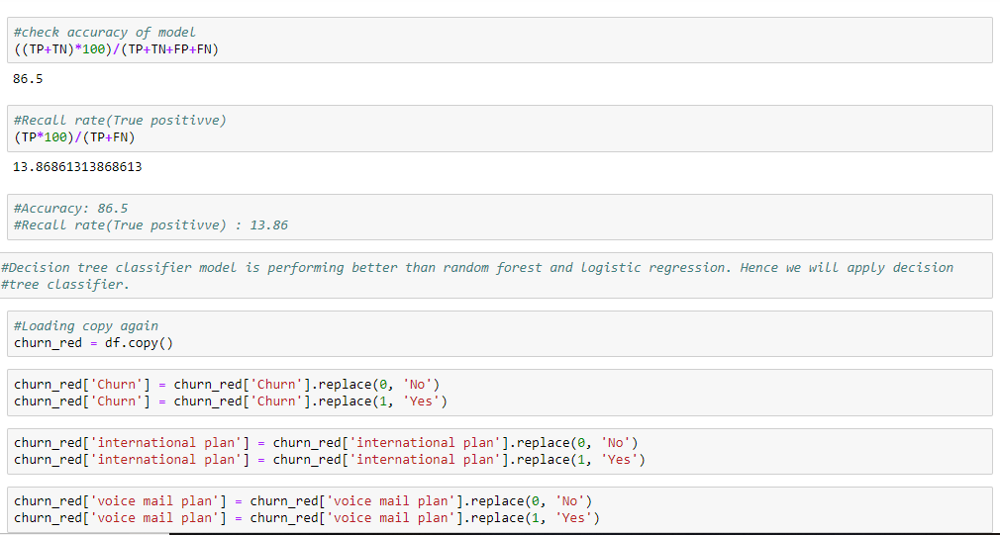 #check accuracy of model
((TP+TN)*100)/(TP+TN+FP+FN)
86.5
#Recall rate(True positivve)
(TP*100)/(TP+FN)
13.86861313868613
#Accuracy: 86.5
#Recall rate(True positivve) : 13.86
#Decision tree classifier model is performing better than random forest and logistic regression. Hence we will apply decision
#tree classifier.
#Loading copy again
churn_red = df.copy()
churn_red['Churn'] = churn_red['Churn'].replace(0, 'No')
churn_red['Churn'] = churn_red['Churn'].replace(1, 'Yes')
churn_red['international plan'] = churn_red['international plan'].replace(0, 'No')
churn_red['international plan'] = churn_red['international plan'].replace(1, 'Yes')
churn_red['voice mail plan'] = churn_red['voice mail plan'].replace(0, 'No')
churn_red['voice mail plan'] = churn_red['voice mail plan'].replace(1, 'Yes')